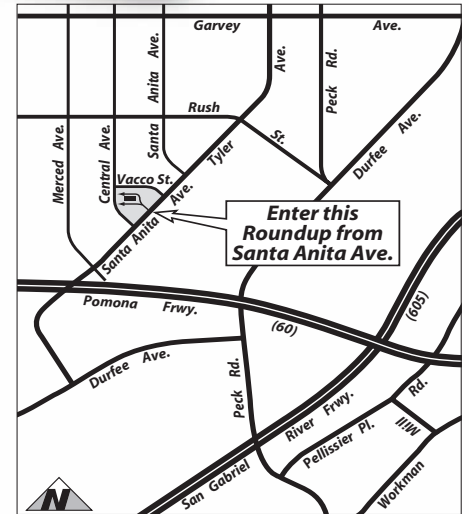 Garvey Ave.
Merced Ave.
Central Ave.
Santa Anita Ave.
Ave.
Peck Rd.
Rush St.
Tyler
Durfee Ave.
Vacco St.
Santa Anita Ave.
Enter this
Roundup from
Santa Anita Ave.
Pomona Frwy. (60)
(605)
Durfee Ave.
Peck Rd.
San Gabriel River Frwy.
Pellissier Pl.
Rd.
Mill
Workman
N